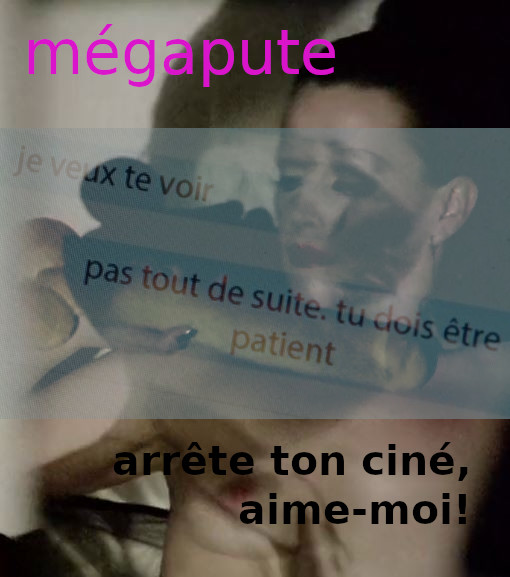 mégapute
je veux te voir
pas tout de suite. tu dois être
patient
arrête ton ciné,
aime-moi!